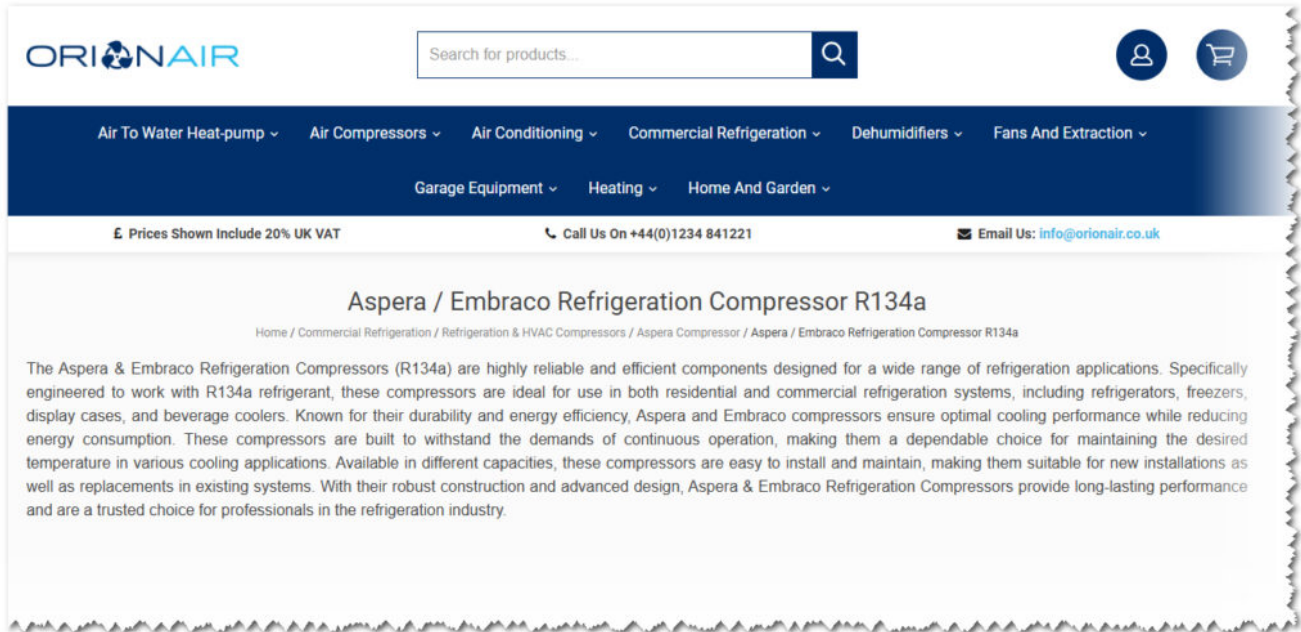 ORIONAIR
Search for products...
Air To Water Heat-pump
Air Compressors
Air Conditioning
Commercial Refrigeration
Dehumidifiers
Fans And Extraction
Garage Equipment
Heating
Home And Garden
£ Prices Shown Include 20% UK VAT
Call Us On +44(0)1234 841221
Email Us: info@orionair.co.uk
Aspera / Embraco Refrigeration Compressor R134a
Home / Commercial Refrigeration / Refrigeration & HVAC Compressors / Aspera Compressor / Aspera / Embraco Refrigeration Compressor R134a
The Aspera & Embraco Refrigeration Compressors (R134a) are highly reliable and efficient components designed for a wide range of refrigeration applications. Specifically
engineered to work with R134a refrigerant, these compressors are ideal for use in both residential and commercial refrigeration systems, including refrigerators, freezers,
display cases, and beverage coolers. Known for their durability and energy efficiency, Aspera and Embraco compressors ensure optimal cooling performance while reducing
energy consumption. These compressors are built to withstand the demands of continuous operation, making them a dependable choice for maintaining the desired
temperature in various cooling applications. Available in different capacities, these compressors are easy to install and maintain, making them suitable for new installations as
well as replacements in existing systems. With their robust construction and advanced design, Aspera & Embraco Refrigeration Compressors provide long-lasting performance
and are a trusted choice for professionals in the refrigeration industry.